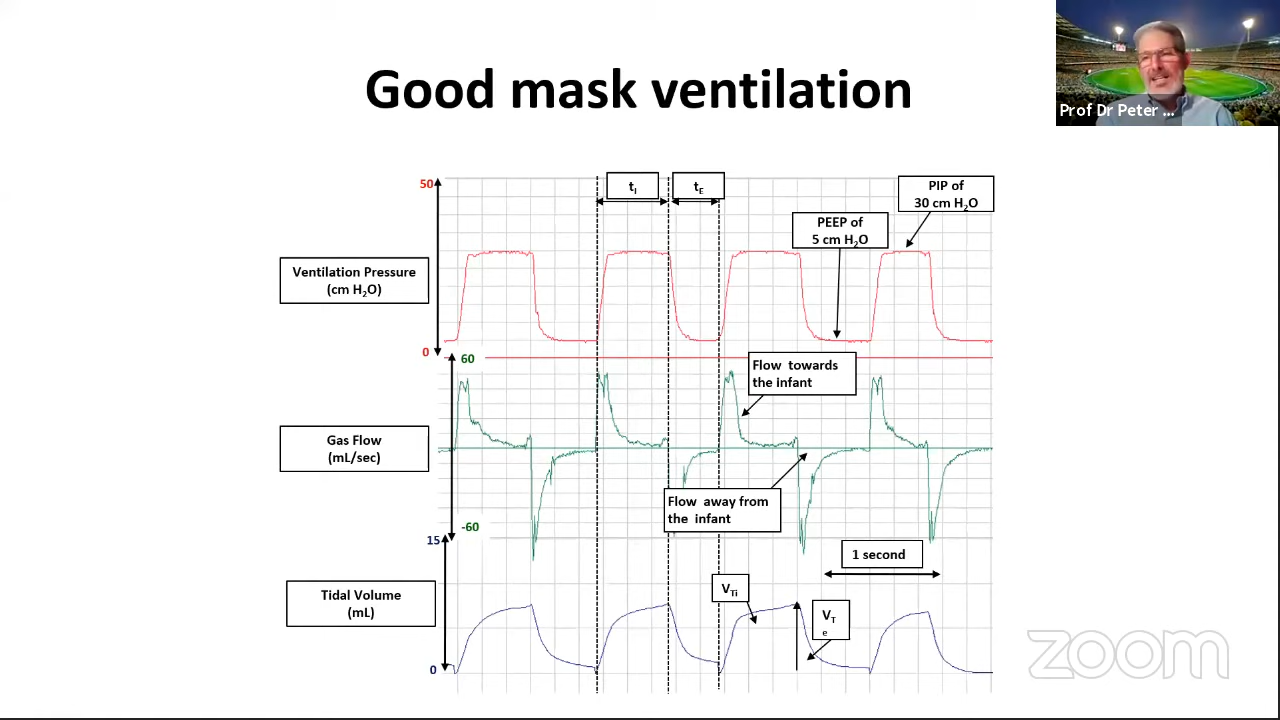 Good mask ventilation
Prof Dr Peter ...
50
tI
tE
PIP of
30 cm H2O
PEEP of
5 cm H2O
Ventilation Pressure
(cm H2O)
0
60
Flow towards
the infant
Gas Flow
(mL/sec)
Flow away from
the infant
-60
15
1 second
VTi
Tidal Volume
(mL)
VT
e
0
zoom